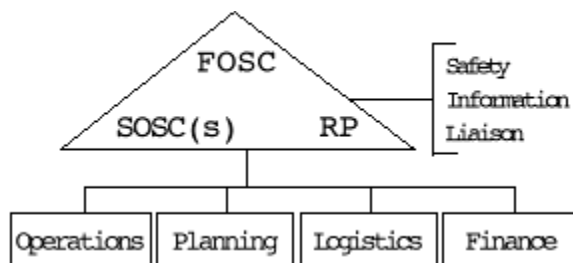 FOSC
SOSC(s) RP
Safety
Information
Liaison
Operations Planning Logistics Finance